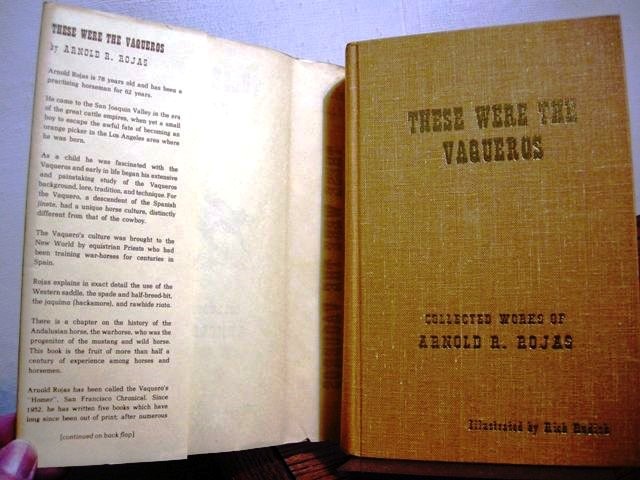 THESE WERE THE VAQUEROS
by ARNOLD R. ROJAS
Arnold Rojas is 78 years old and has been a
practising horseman for 62 years.
He came to the San Joaquin Valley in the era
of the great cattle empires, when yet a small
boy to escape the awful fate of becoming an
orange picker in the Los Angeles area where
he was born.
As a child he was fascinated with the
Vaqueros and early in life began his extensive
and painstaking study of the Vaqueros
background, lore, tradition, and technique. For
the Vaquero, a descendent of the Spanish
jinete, had a unique horse culture, distinctly
different from that of the cowboy.
The Vaquero's culture was brought to the
New World by equistrian Priests who had
been training war-horses for centuries in
Spain.
Rojas explains in exact detail the use of the
Western saddle, the spade and half-breed-bit,
the jaquima (hackamore), and rawhide riata.
There is a chapter on the history of the
Andalusian horse, the warhorse, who was the
progenitor of the mustang and wild horse.
This book is the fruit of more than half a
century of experience among horses and
horsemen.
Arnold Rojas has been called the Vaquero's
"Homer", San Francisco Chronical. Since
1952, he has written five books which have
long since been out of print; after numerous
[continued on back flap]
THESE WERE THE
VAQUEROS
COLLECTED WORKS OF
ARNOLD R. ROJAS
Illustrated by Rich Rudish